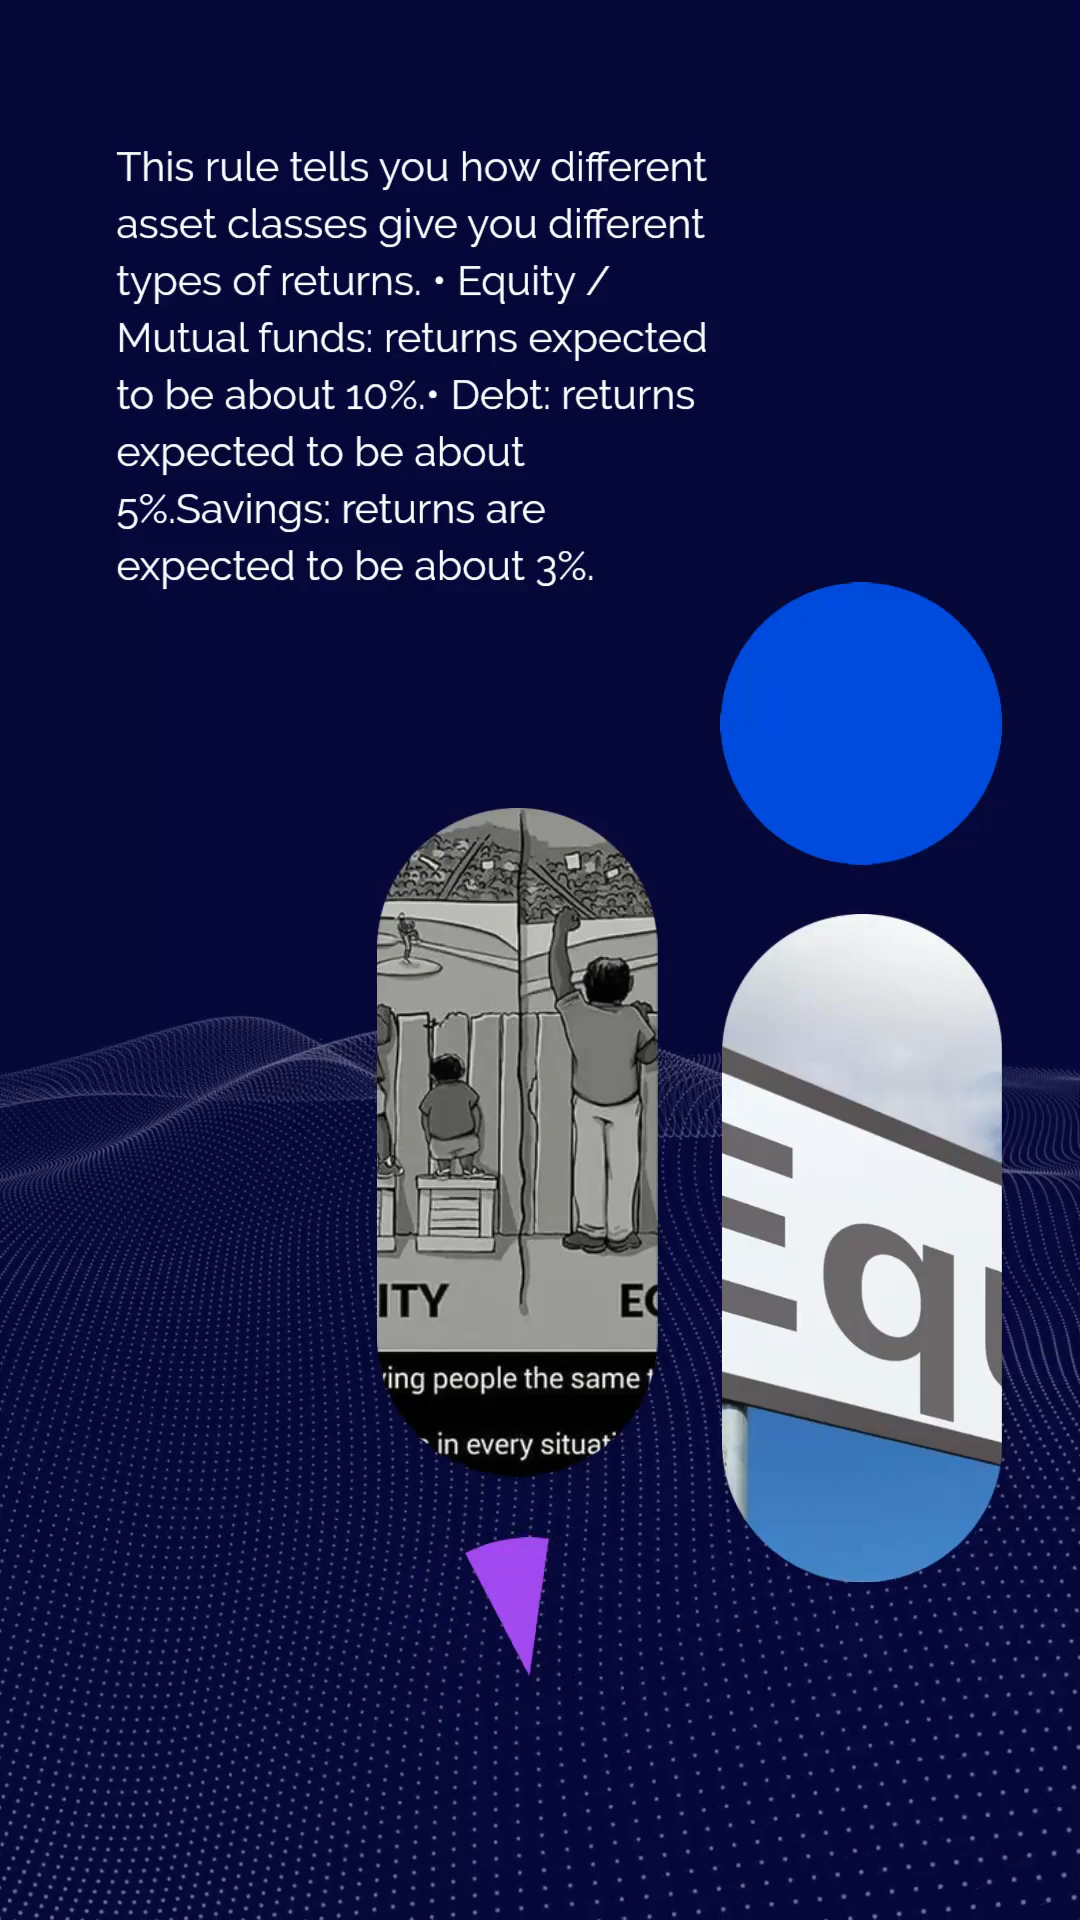 This rule tells you how different
asset classes give you different
types of returns. • Equity /
Mutual funds: returns expected
to be about 10%.• Debt: returns
expected to be about
5%.Savings: returns are
expected to be about 3%.
ITY
ying people the same
in every
Equ